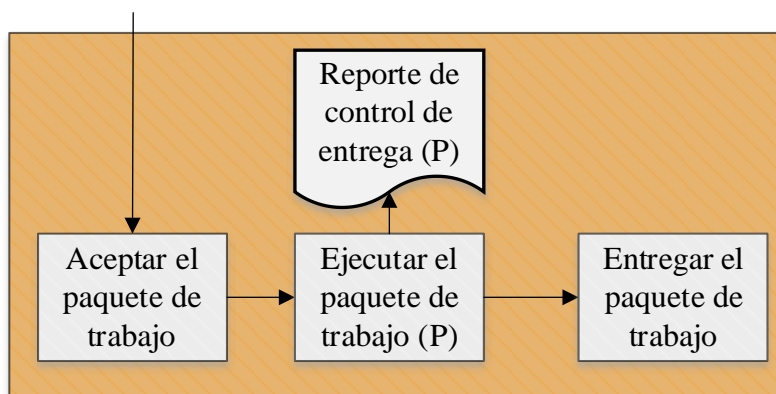 Reporte de
control de
entrega (P)
Aceptar el
paquete de
trabajo
Ejecutar el
paquete de
trabajo (P)
Entregar el
paquete de
trabajo